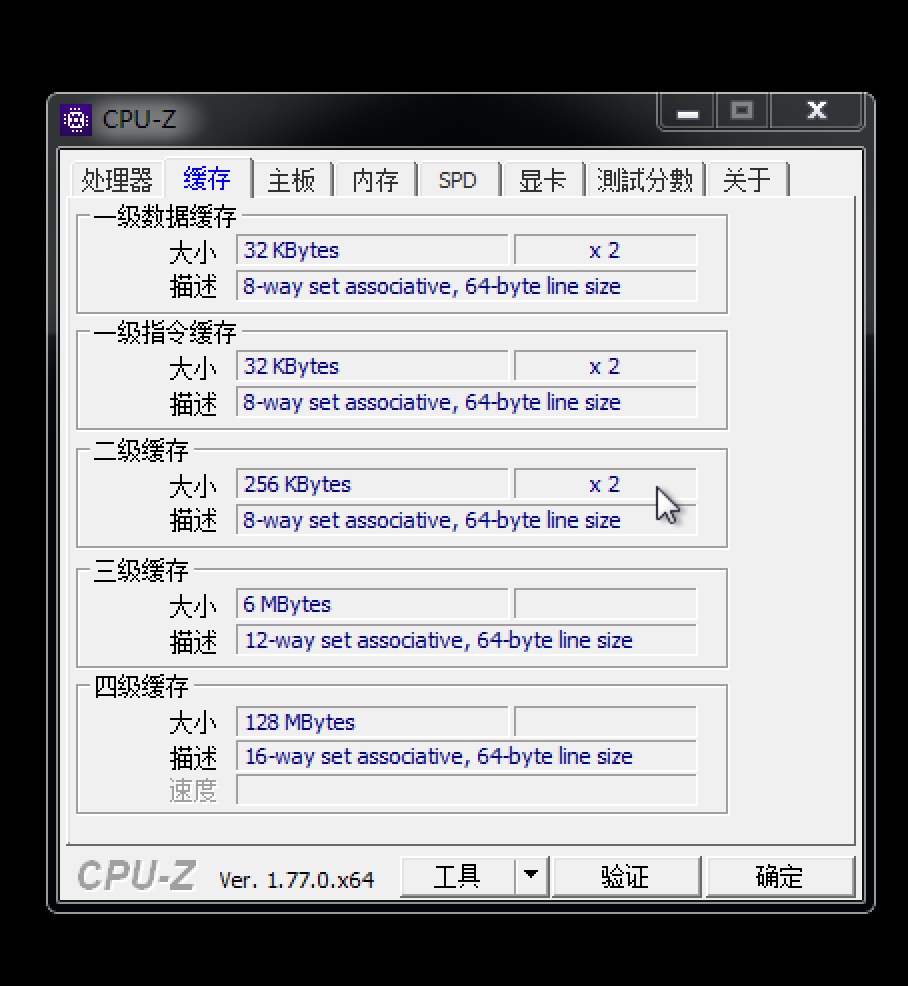 CPU-Z
处理器 缓存 主板 内存 SPD 显卡 测試分數 关于
一级数据缓存
大小 32 KBytes x 2
描述 8-way set associative, 64-byte line size
一级指令缓存
大小 32 KBytes x 2
描述 8-way set associative, 64-byte line size
二级缓存
大小 256 KBytes x 2
描述 8-way set associative, 64-byte line size
三级缓存
大小 6 MBytes
描述 12-way set associative, 64-byte line size
四级缓存
大小 128 MBytes
描述 16-way set associative, 64-byte line size
速度
CPU-Z Ver. 1.77.0.x64 工具 验证 确定